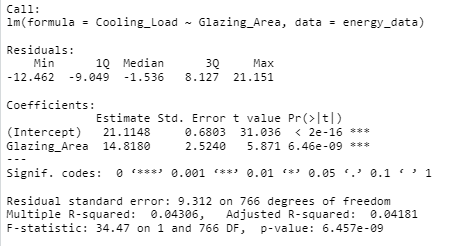 Call:
lm(formula = Cooling_Load ~ Glazing_Area, data = energy_data)
Residuals:
    Min      1Q  Median      3Q     Max
-12.462  -9.049  -1.536   8.127  21.151
Coefficients:
             Estimate Std. Error t value Pr(>|t|)
(Intercept)   21.1148     0.6803  31.036  < 2e-16 ***
Glazing_Area  14.8180     2.5240   5.871 6.46e-09 ***
---
Signif. codes:  0 ‘***’ 0.001 ‘**’ 0.01 ‘*’ 0.05 ‘.’ 0.1 ‘ ’ 1
Residual standard error: 9.312 on 766 degrees of freedom
Multiple R-squared:  0.04306,	Adjusted R-squared:  0.04181
F-statistic: 34.47 on 1 and 766 DF,  p-value: 6.457e-09